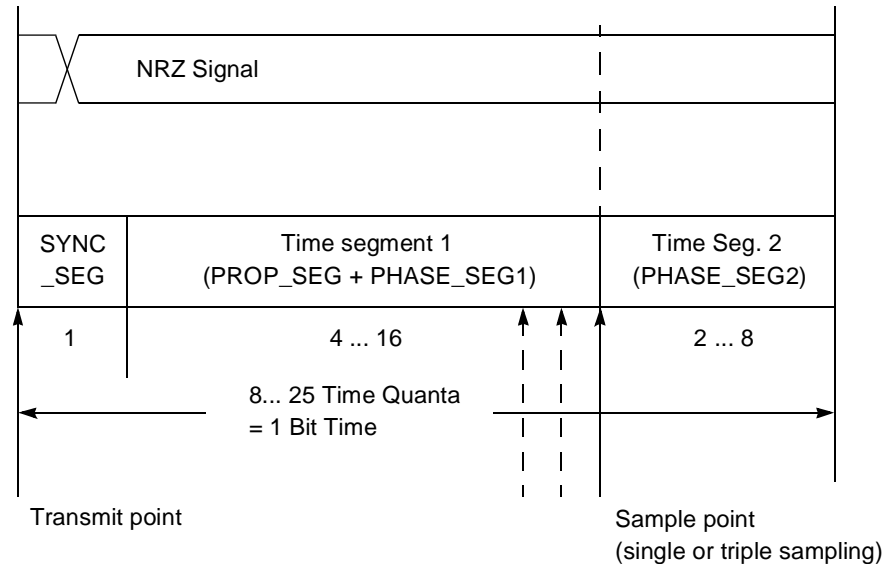 NRZ Signal
SYNC
_SEG
Time segment 1
(PROP_SEG + PHASE_SEG1)
Time Seg. 2
(PHASE_SEG2)
1
4 ... 16
2 ... 8
8... 25 Time Quanta
= 1 Bit Time
Transmit point
Sample point
(single or triple sampling)